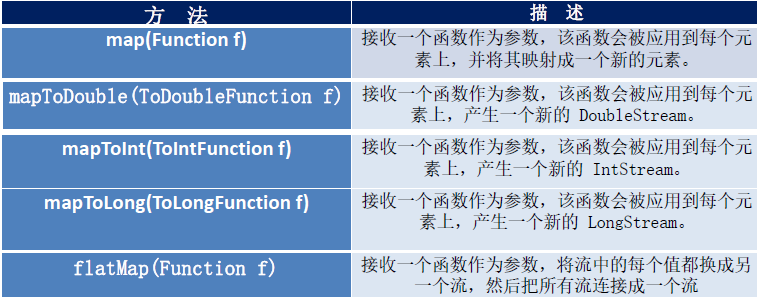 方 法
描 述
map(Function f)
接收一个函数作为参数，该函数会被应用到每个元
素上，并将其映射成一个新的元素。
mapToDouble(ToDoubleFunction f)
接收一个函数作为参数，该函数会被应用到每个元
素上，产生一个新的 DoubleStream。
mapToInt(ToIntFunction f)
接收一个函数作为参数，该函数会被应用到每个元
素上，产生一个新的 IntStream。
mapToLong(ToLongFunction f)
接收一个函数作为参数，该函数会被应用到每个元
素上，产生一个新的 LongStream。
flatMap(Function f)
接收一个函数作为参数，将流中的每个值都换成另
一个流，然后把所有流连接成一个流